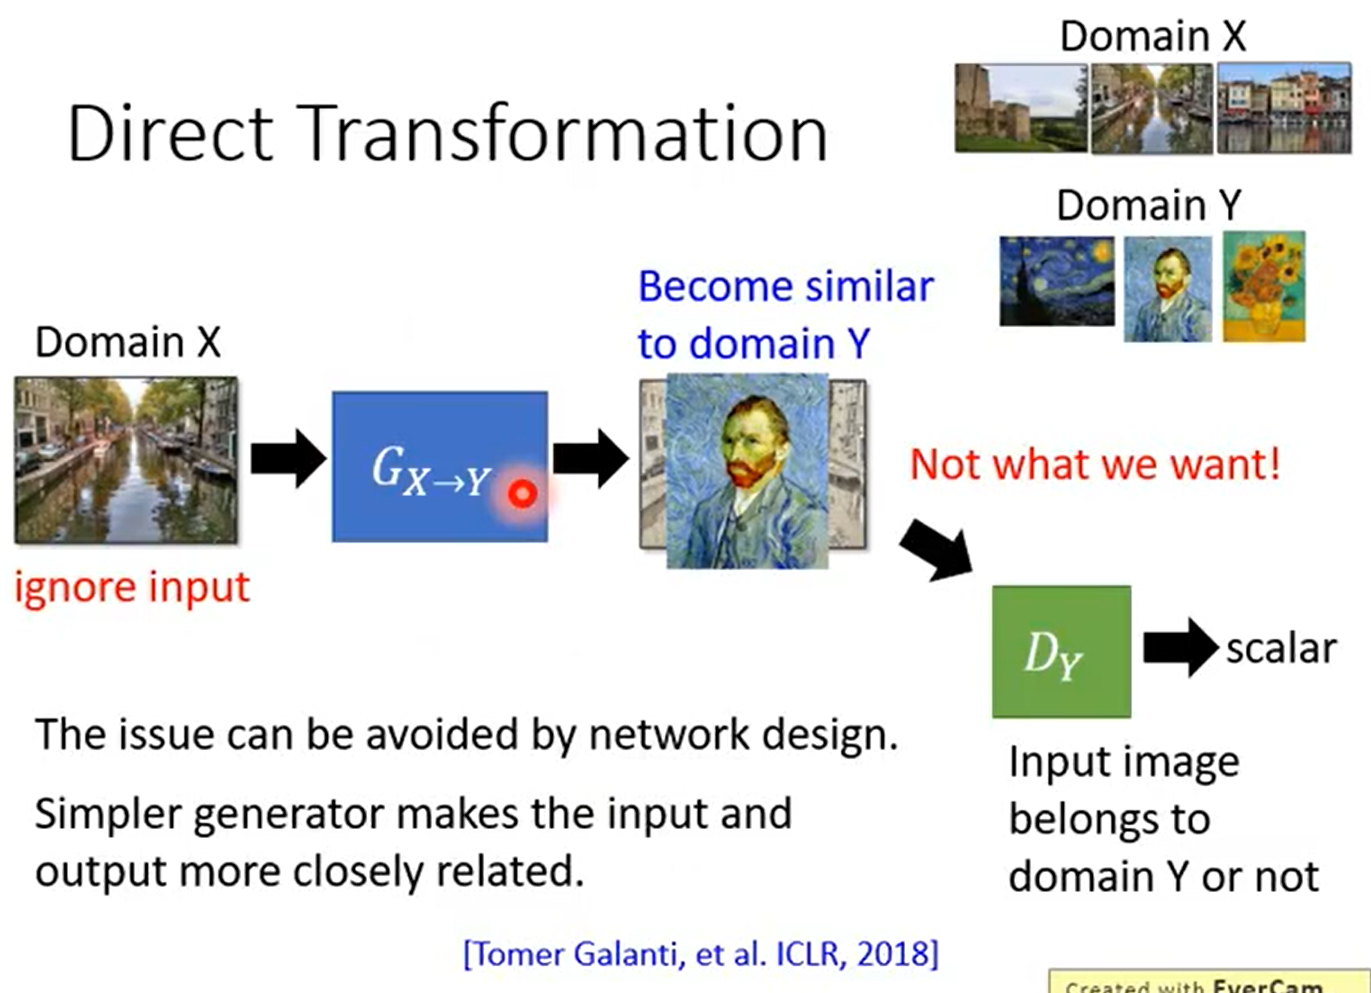 Domain X
Direct Transformation
Domain Y
Become similar
to domain Y
Domain X
G_{X→Y}
Not what we want!
ignore input
D_Y
scalar
The issue can be avoided by network design.
Input image
belongs to
domain Y or not
Simpler generator makes the input and
output more closely related.
[Tomer Galanti, et al. ICLR, 2018]
Created with EverCam